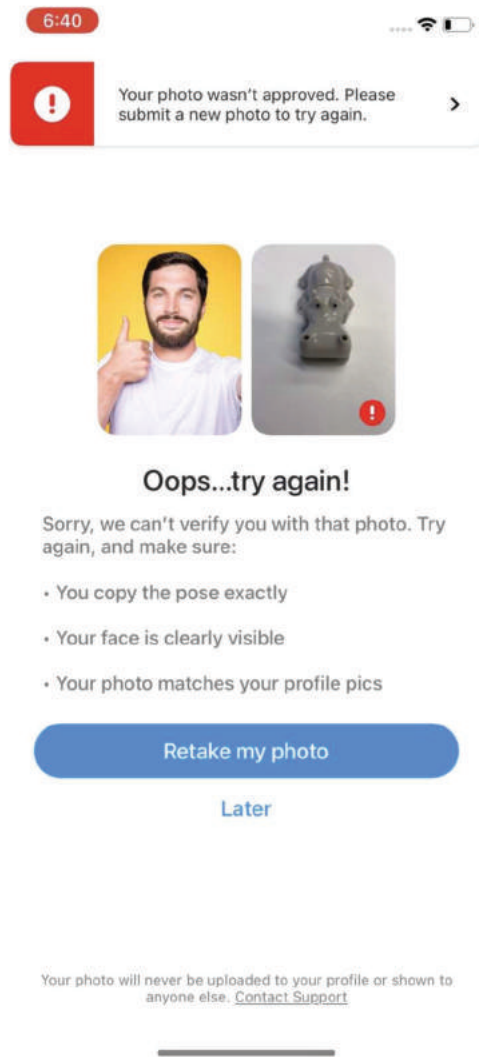 6:40
Your photo wasn't approved. Please
submit a new photo to try again.
Oops...try again!
Sorry, we can't verify you with that photo. Try
again, and make sure:
• You copy the pose exactly
• Your face is clearly visible
• Your photo matches your profile pics
Retake my photo
Later
Your photo will never be uploaded to your profile or shown to
anyone else. Contact Support